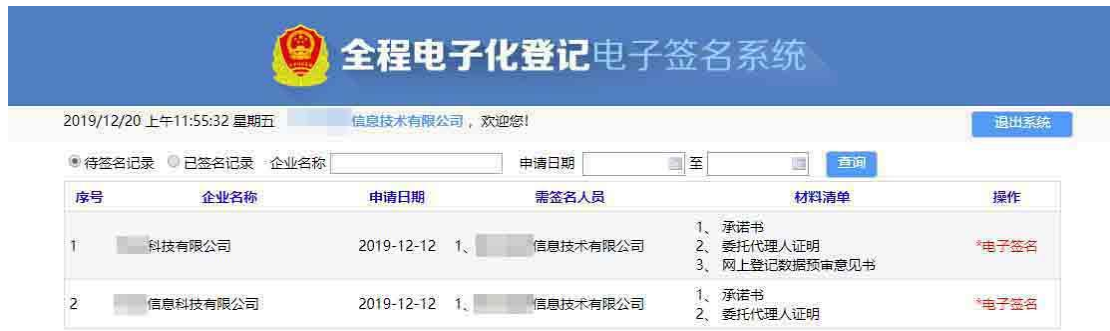 全程电子化登记电子签名系统
2019/12/20 上午11:55:32 星期五 信息技术有限公司，欢迎您! 退出系统
待签名记录 已签名记录 企业名称 申请日期 至 查询
序号 企业名称 申请日期 需签名人员 材料清单 操作
1 科技有限公司 2019-12-12 1、 信息技术有限公司 1、 承诺书
2、 委托代理人证明
3、 网上登记数据预审意见书
*电子签名
2 信息科技有限公司 2019-12-12 1、 信息技术有限公司 1、 承诺书
2、 委托代理人证明
*电子签名